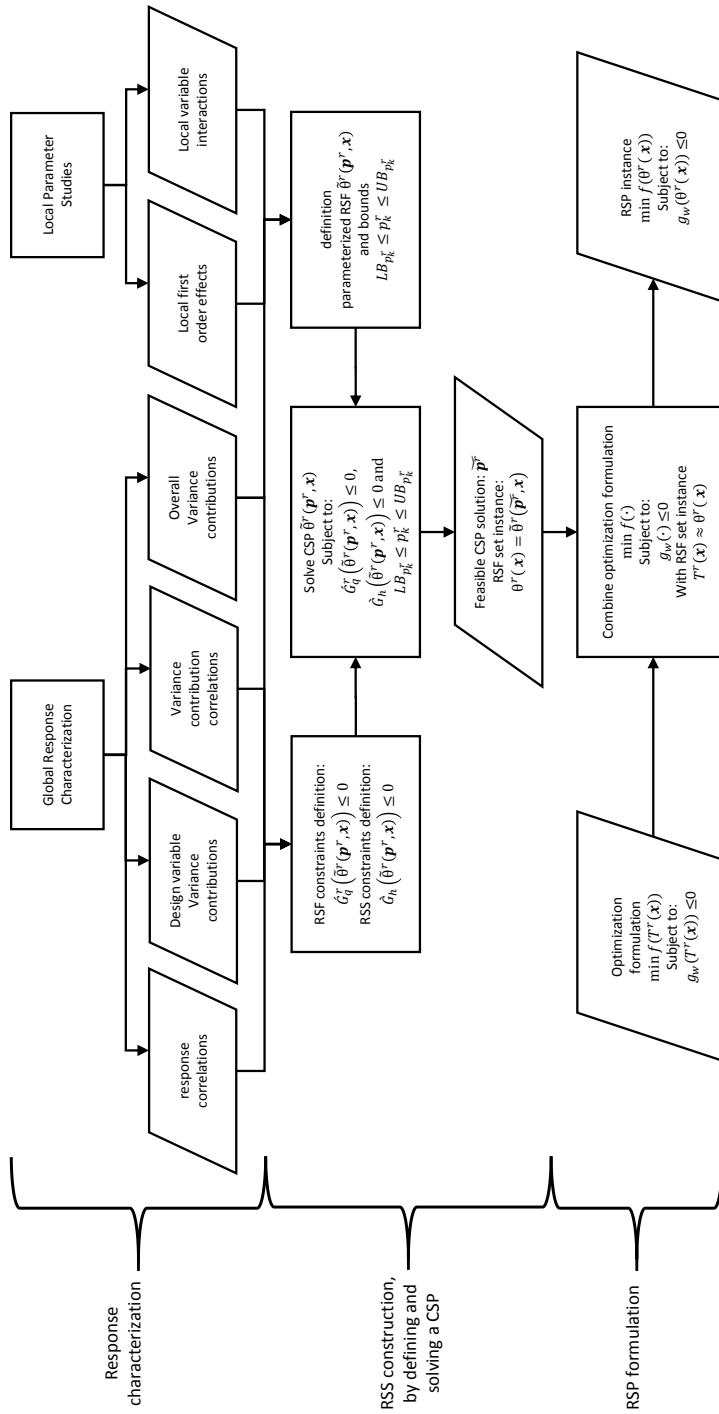 Response
characterization
Global Response
Characterization
Local Parameter
Studies
response
correlations
Design variable
Variance
contributions
Variance
contribution
correlations
Overall
Variance
contributions
Local first
order effects
Local variable
interactions
RSS construction,
by defining and
solving a CSP
RSF constraints definition:
Ǵ_q^r (θ̃^r(p^r, x)) ≤ 0
RSS constraints definition:
G̀_h (θ̃^r(p^r, x)) ≤ 0
Solve CSP θ̃^r(p^r, x)
Subject to:
Ǵ_q^r (θ̃^r(p^r, x)) ≤ 0,
G̀_h (θ̃^r(p^r, x)) ≤ 0 and
LB_{p_k^r} ≤ p_k^r ≤ UB_{p_k^r}
definition
parameterized RSF θ̃^r(p^r, x)
and bounds
LB_{p_k^r} ≤ p_k^r ≤ UB_{p_k^r}
Feasible CSP solution: p̃^r
RSF set instance:
θ^r(x) = θ̃^r(p̃^r, x)
RSP formulation
Optimization
formulation
min f(T^r(x))
Subject to:
g_w(T^r(x)) ≤0
Combine optimization formulation
min f(·)
Subject to:
g_w(·) ≤0
With RSF set instance
T^r(x) ≈ θ^r(x)
RSP instance
min f(θ^r(x))
Subject to:
g_w(θ^r(x)) ≤0